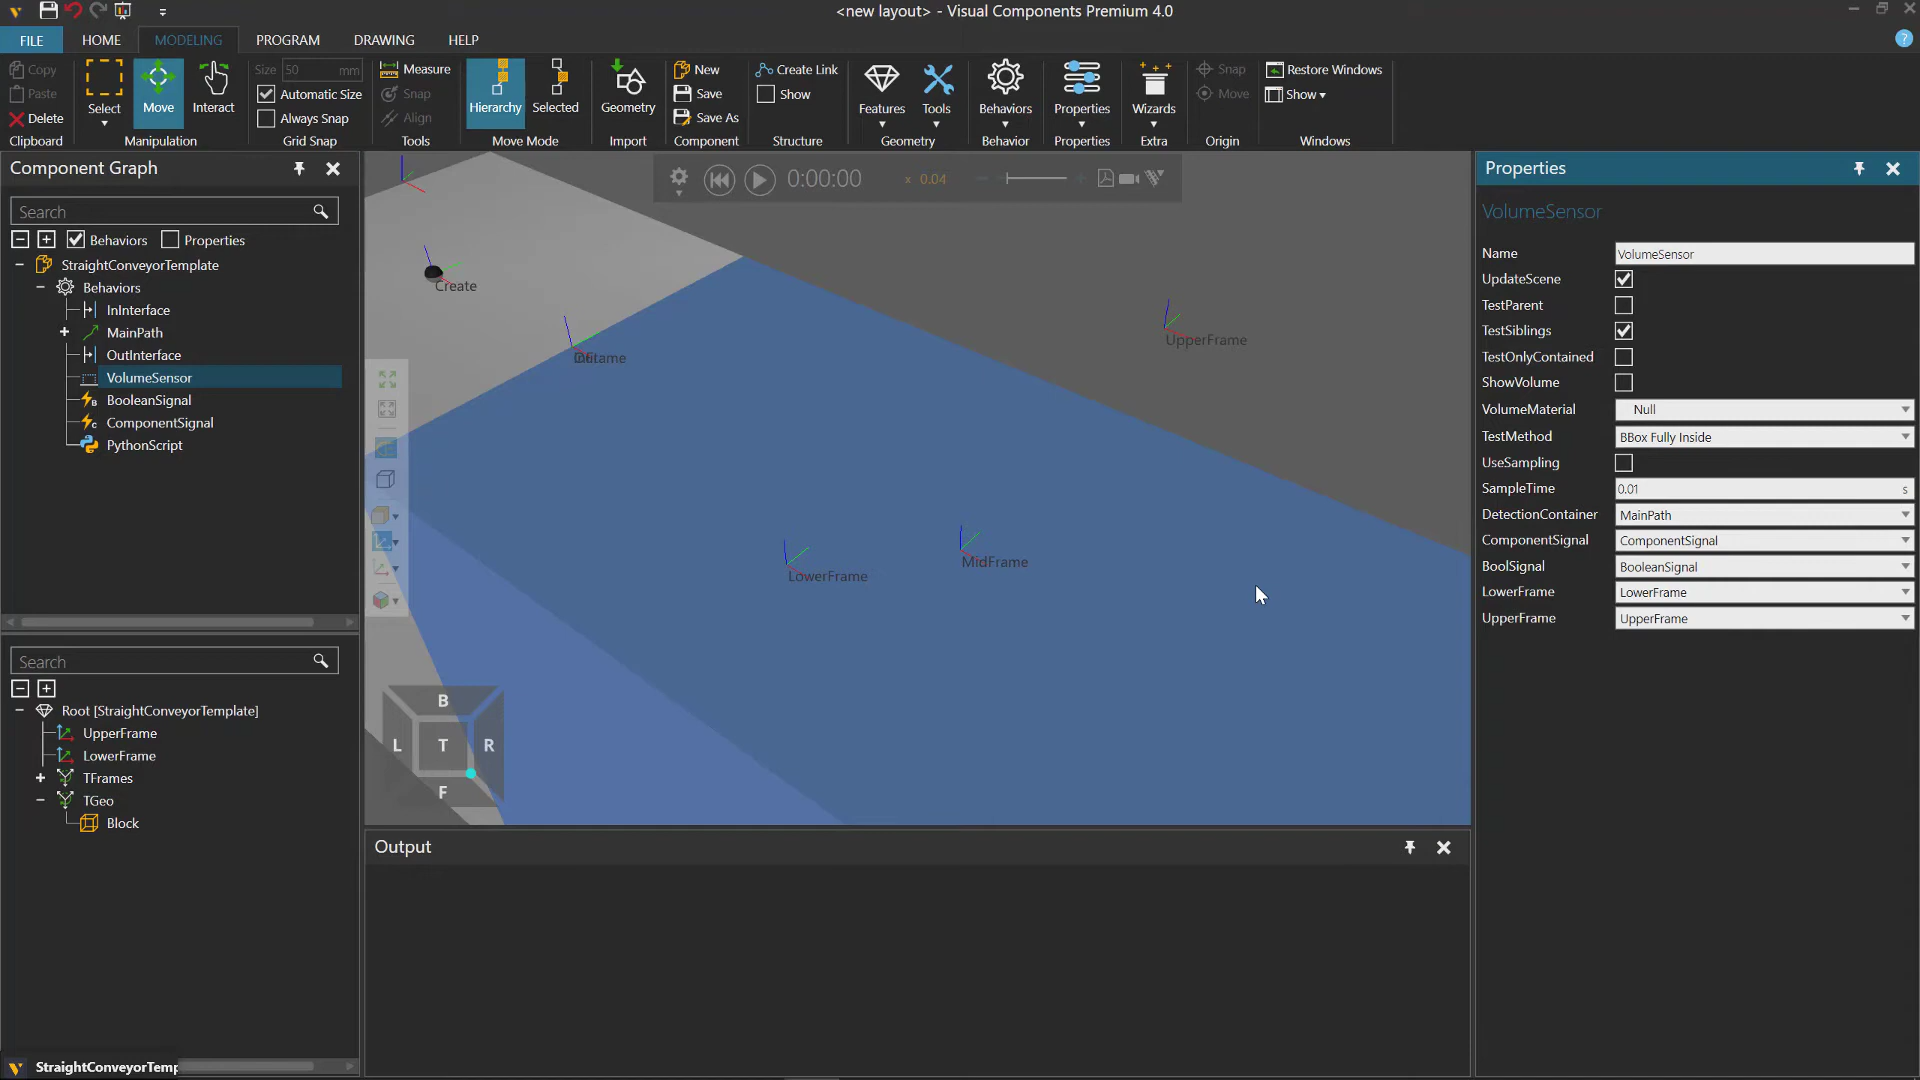 <new layout> - Visual Components Premium 4.0
FILE HOME MODELING PROGRAM DRAWING HELP
Copy
Paste
Delete
Clipboard
Select
Move
Interact
Manipulation
Size 50 mm
Automatic Size
Always Snap
Grid Snap
Measure
Snap
Align
Tools
Hierarchy
Selected
Move Mode
Geometry
Import
New
Save
Save As
Component
Create Link
Show
Structure
Features
Tools
Geometry
Behaviors
Behavior
Properties
Properties
Wizards
Extra
Snap
Move
Origin
Restore Windows
Show
Windows
Component Graph
Search
Behaviors Properties
StraightConveyorTemplate
Behaviors
InInterface
MainPath
OutInterface
VolumeSensor
BooleanSignal
ComponentSignal
PythonScript
Search
Root [StraightConveyorTemplate]
UpperFrame
LowerFrame
TFrames
TGeo
Block
StraightConveyorTemp
0:00:00 x 0.04
Create
UpperFrame
LowerFrame
MidFrame
B
L T R
F
Output
Properties
VolumeSensor
Name VolumeSensor
UpdateScene
TestParent
TestSiblings
TestOnlyContained
ShowVolume
VolumeMaterial Null
TestMethod BBox Fully Inside
UseSampling
SampleTime 0.01 s
DetectionContainer MainPath
ComponentSignal ComponentSignal
BoolSignal BooleanSignal
LowerFrame LowerFrame
UpperFrame UpperFrame